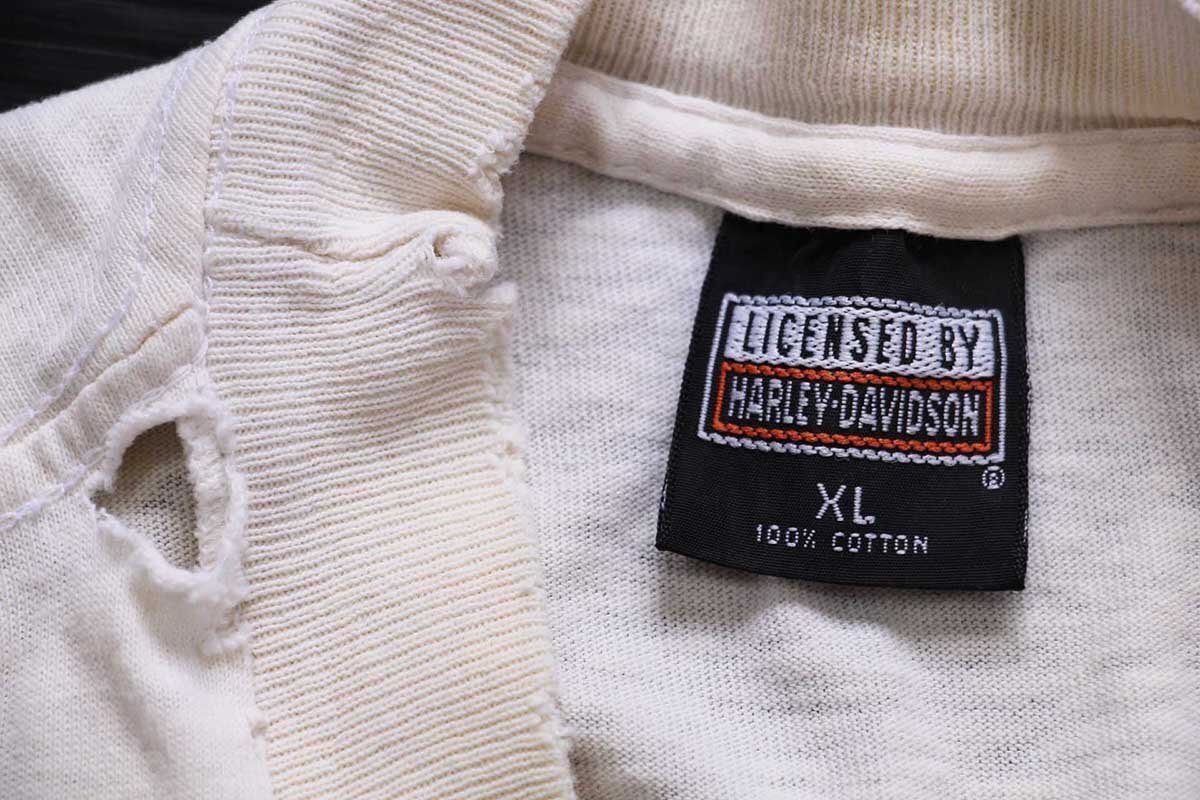 LICENSED BY
HARLEY-DAVIDSON
®
XL
100% COTTON